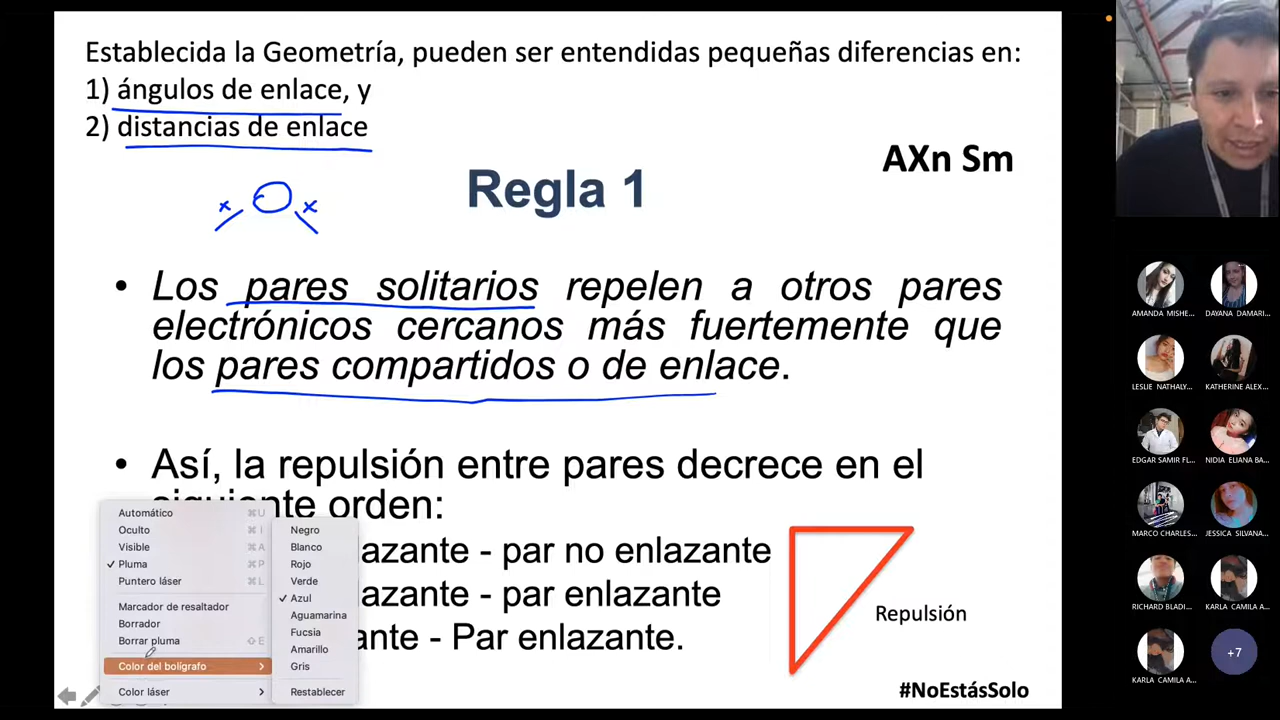 Establecida la Geometría, pueden ser entendidas pequeñas diferencias en:
1) ángulos de enlace, y
2) distancias de enlace
AXn Sm
Regla 1
x x
• Los pares solitarios repelen a otros pares
electrónicos cercanos más fuertemente que
los pares compartidos o de enlace.
• Así, la repulsión entre pares decrece en el
siguiente orden:
lazante - par no enlazante
lazante - par enlazante
ante - Par enlazante.
Repulsión
#NoEstásSolo
Automático ⌘U
Oculto ⌘I
Visible ⌘A
✓ Pluma ⌘P
Puntero láser ⌘L
Marcador de resaltador
Borrador
Borrar pluma ⇧E
Color del bolígrafo >
Color láser >
Negro
Blanco
Rojo
Verde
✓ Azul
Aguamarina
Fucsia
Amarillo
Gris
Restablecer
AMANDA MISHE...
DAYANA DAMARI...
LESLIE NATHALY...
KATHERINE ALEX...
EDGAR SAMIR FL...
NIDIA ELIANA BA...
MARCO CHARLES...
JESSICA SILVANA...
RICHARD BLADI...
KARLA CAMILA A...
KARLA CAMILA A...
+7